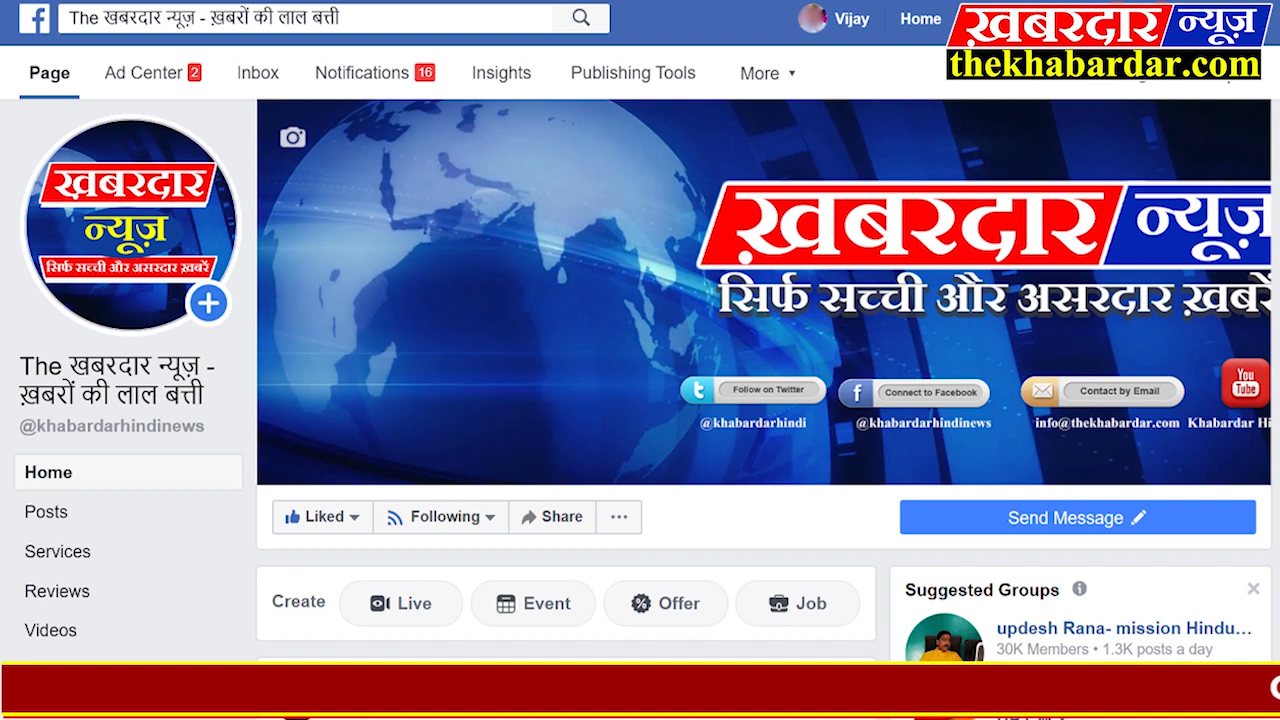 The खबरदार न्यूज़ - ख़बरों की लाल बत्ती
Vijay
Home
ख़बरदार न्यूज़
thekhabardar.com
Page
Ad Center 2
Inbox
Notifications 16
Insights
Publishing Tools
More
ख़बरदार
न्यूज़
सिर्फ सच्ची और असरदार ख़बरें
ख़बरदार न्यूज़
सिर्फ सच्ची और असरदार ख़बरें
Follow on Twitter
Connect to Facebook
Contact by Email
You
Tube
@khabardarhindi
@khabardarhindinews
info@thekhabardar.com
Khabardar Hi
The खबरदार न्यूज़ -
ख़बरों की लाल बत्ती
@khabardarhindinews
Home
Posts
Services
Reviews
Videos
Liked
Following
Share
Send Message
Create
Live
Event
Offer
Job
Suggested Groups
updesh Rana- mission Hindu...
30K Members • 1.3K posts a day